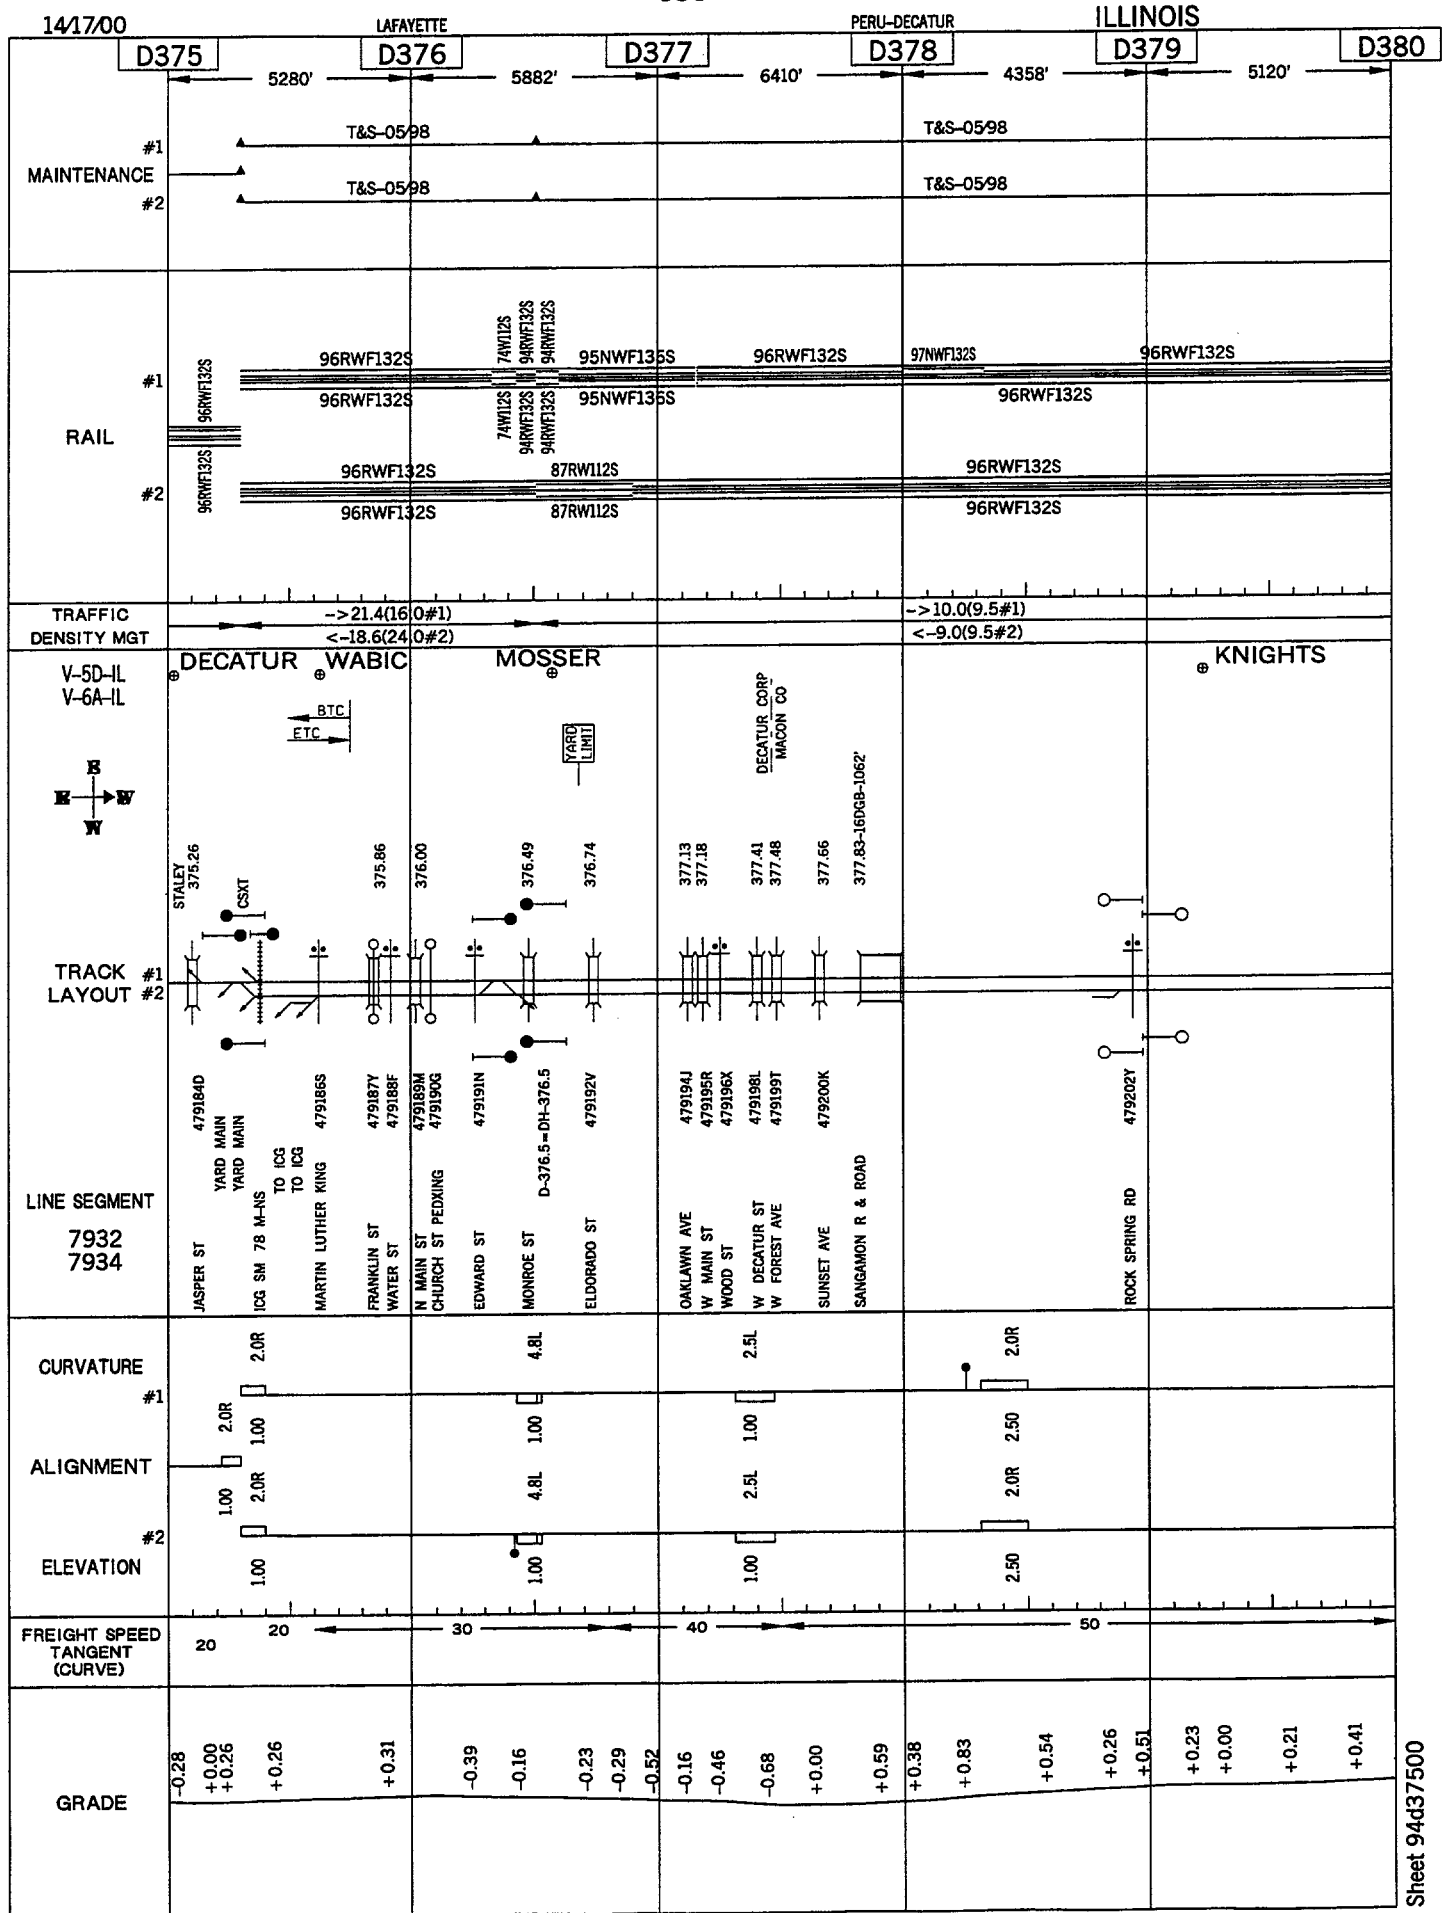 14/17/00
LAFAYETTE
PERU-DECATUR
ILLINOIS
D375
D376
D377
D378
D379
D380
5280'
5882'
6410'
4358'
5120'
MAINTENANCE
#1
#2
T&S-05/98
T&S-05/98
T&S-05/98
T&S-05/98
RAIL
#1
#2
96RWF132S
96RWF132S
96RWF132S
96RWF132S
74W112S
94RWF132S
94RWF132S
74W112S
94RWF132S
94RWF132S
95NWF136S
95NWF136S
96RWF132S
97NWF132S
96RWF132S
96RWF132S
96RWF132S
96RWF132S
87RW112S
87RW112S
96RWF132S
96RWF132S
TRAFFIC
DENSITY MGT
->21.4(16.0#1)
<-18.6(24.0#2)
->10.0(9.5#1)
<-9.0(9.5#2)
V-5D-IL
V-6A-IL
DECATUR
WABIC
MOSSER
KNIGHTS
BTC
ETC
YARD
LIMIT
DECATUR CORP
MACON CO
E
W
W
STALEY
375.26
CSXT
375.86
376.00
376.49
376.74
377.13
377.18
377.41
377.48
377.66
377.83-16DGB-1062'
TRACK
LAYOUT
#1
#2
479184D
YARD MAIN
YARD MAIN
TO ICG
TO ICG
479186S
479187Y
479188F
479189M
479190G
479191N
D-376.5=DH-376.5
479192V
479194J
479195R
479196X
479198L
479199T
479200K
479202Y
LINE SEGMENT
7932
7934
JASPER ST
ICG SM 78 M-NS
MARTIN LUTHER KING
FRANKLIN ST
WATER ST
N MAIN ST
CHURCH ST PEDXING
EDWARD ST
MONROE ST
ELDORADO ST
OAKLAWN AVE
W MAIN ST
WOOD ST
W DECATUR ST
W FOREST AVE
SUNSET AVE
SANGAMON R & ROAD
ROCK SPRING RD
CURVATURE
#1
ALIGNMENT
#2
ELEVATION
2.0R
4.8L
2.5L
2.0R
2.0R
1.00
1.00
1.00
2.50
1.00
2.0R
4.8L
2.5L
2.0R
1.00
1.00
1.00
2.50
FREIGHT SPEED
TANGENT
(CURVE)
20
20
30
40
50
GRADE
-0.28
+0.00
+0.26
+0.26
+0.31
-0.39
-0.16
-0.23
-0.29
-0.52
-0.16
-0.46
-0.68
+0.00
+0.59
+0.38
+0.83
+0.54
+0.26
+0.51
+0.23
+0.00
+0.21
+0.41
Sheet 94d37500